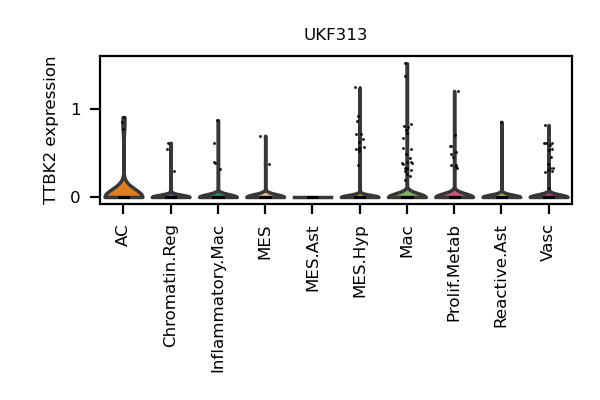 UKF313
TTBK2 expression
1
0
AC
Chromatin.Reg
Inflammatory.Mac
MES
MES.Ast
MES.Hyp
Mac
Prolif.Metab
Reactive.Ast
Vasc